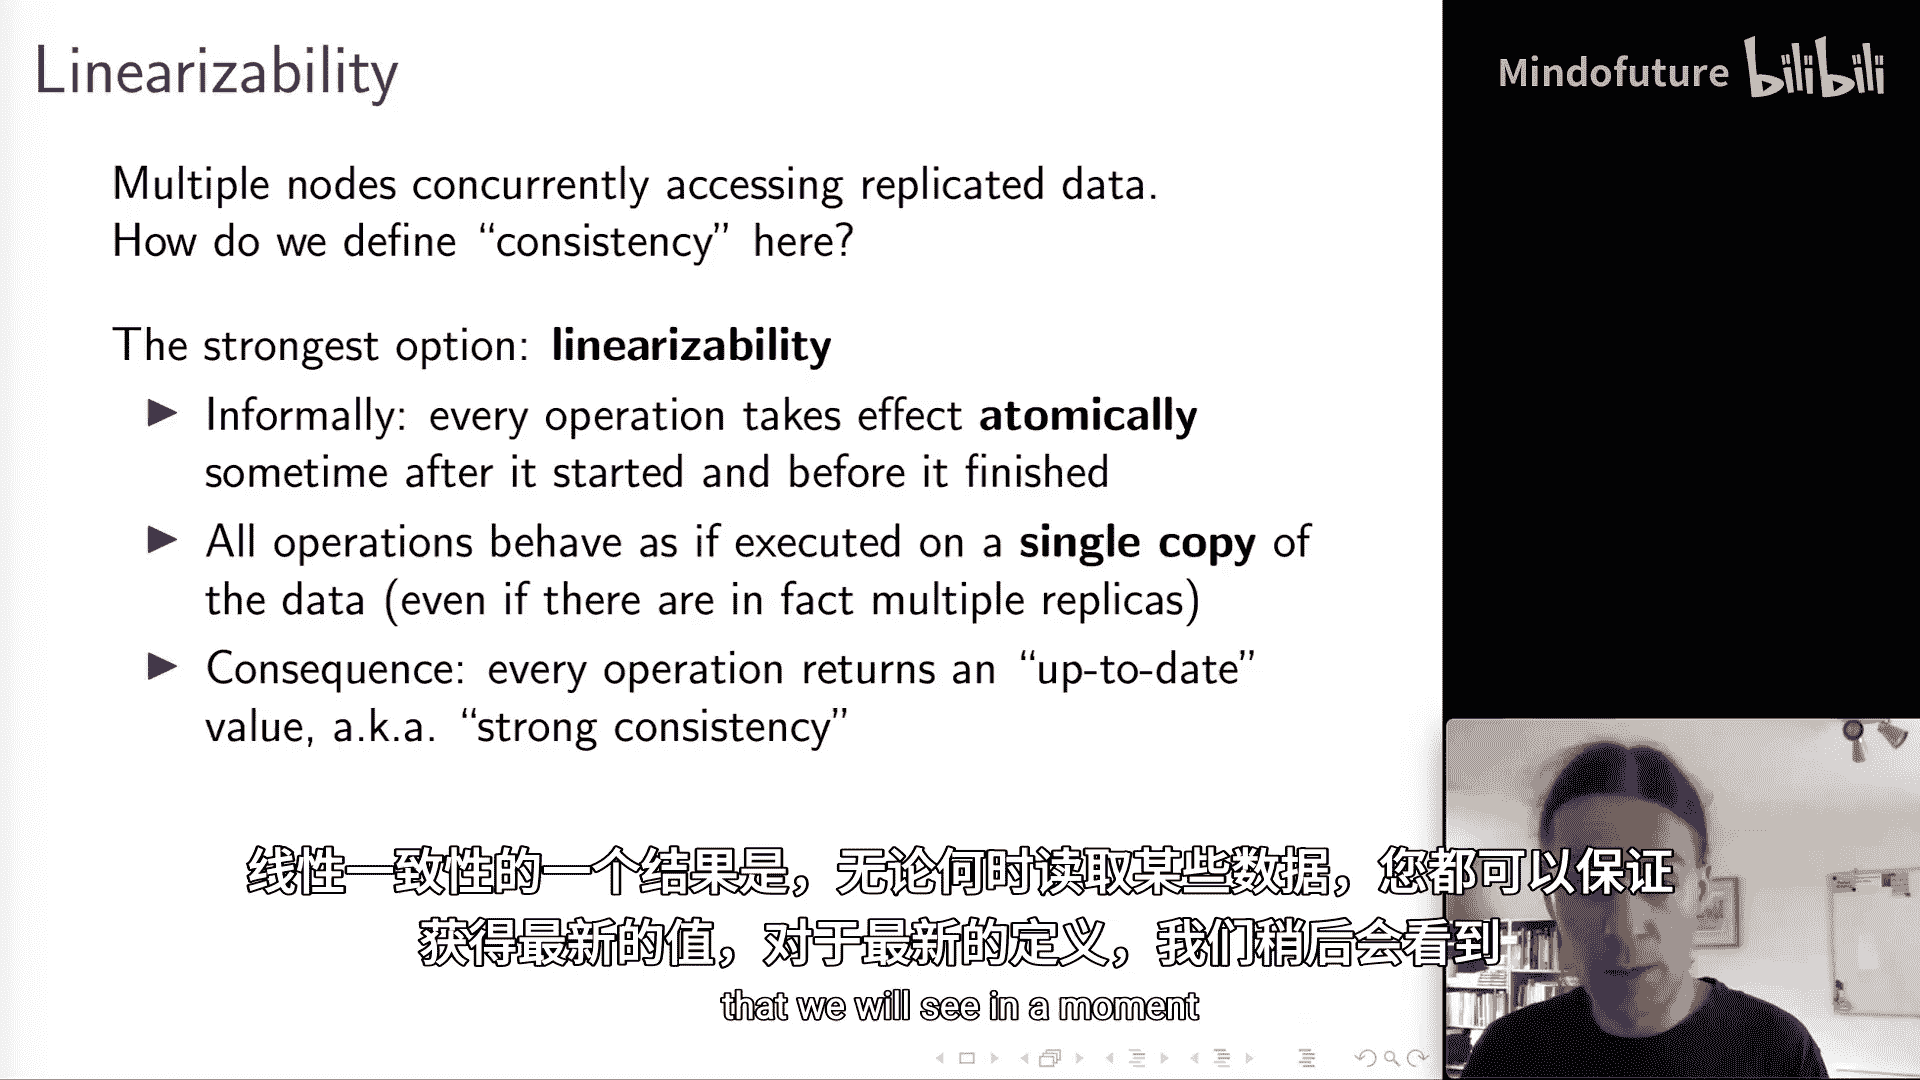 Linearizability
Mindofuture bilibili
Multiple nodes concurrently accessing replicated data.
How do we define “consistency” here?
The strongest option: linearizability
Informally: every operation takes effect atomically
sometime after it started and before it finished
All operations behave as if executed on a single copy of
the data (even if there are in fact multiple replicas)
Consequence: every operation returns an “up-to-date”
value, a.k.a. “strong consistency”
线性一致性的一个结果是，无论何时读取某些数据，您都可以保证
获得最新的值，对于最新的定义，我们稍后会看到-
that we will see in a moment